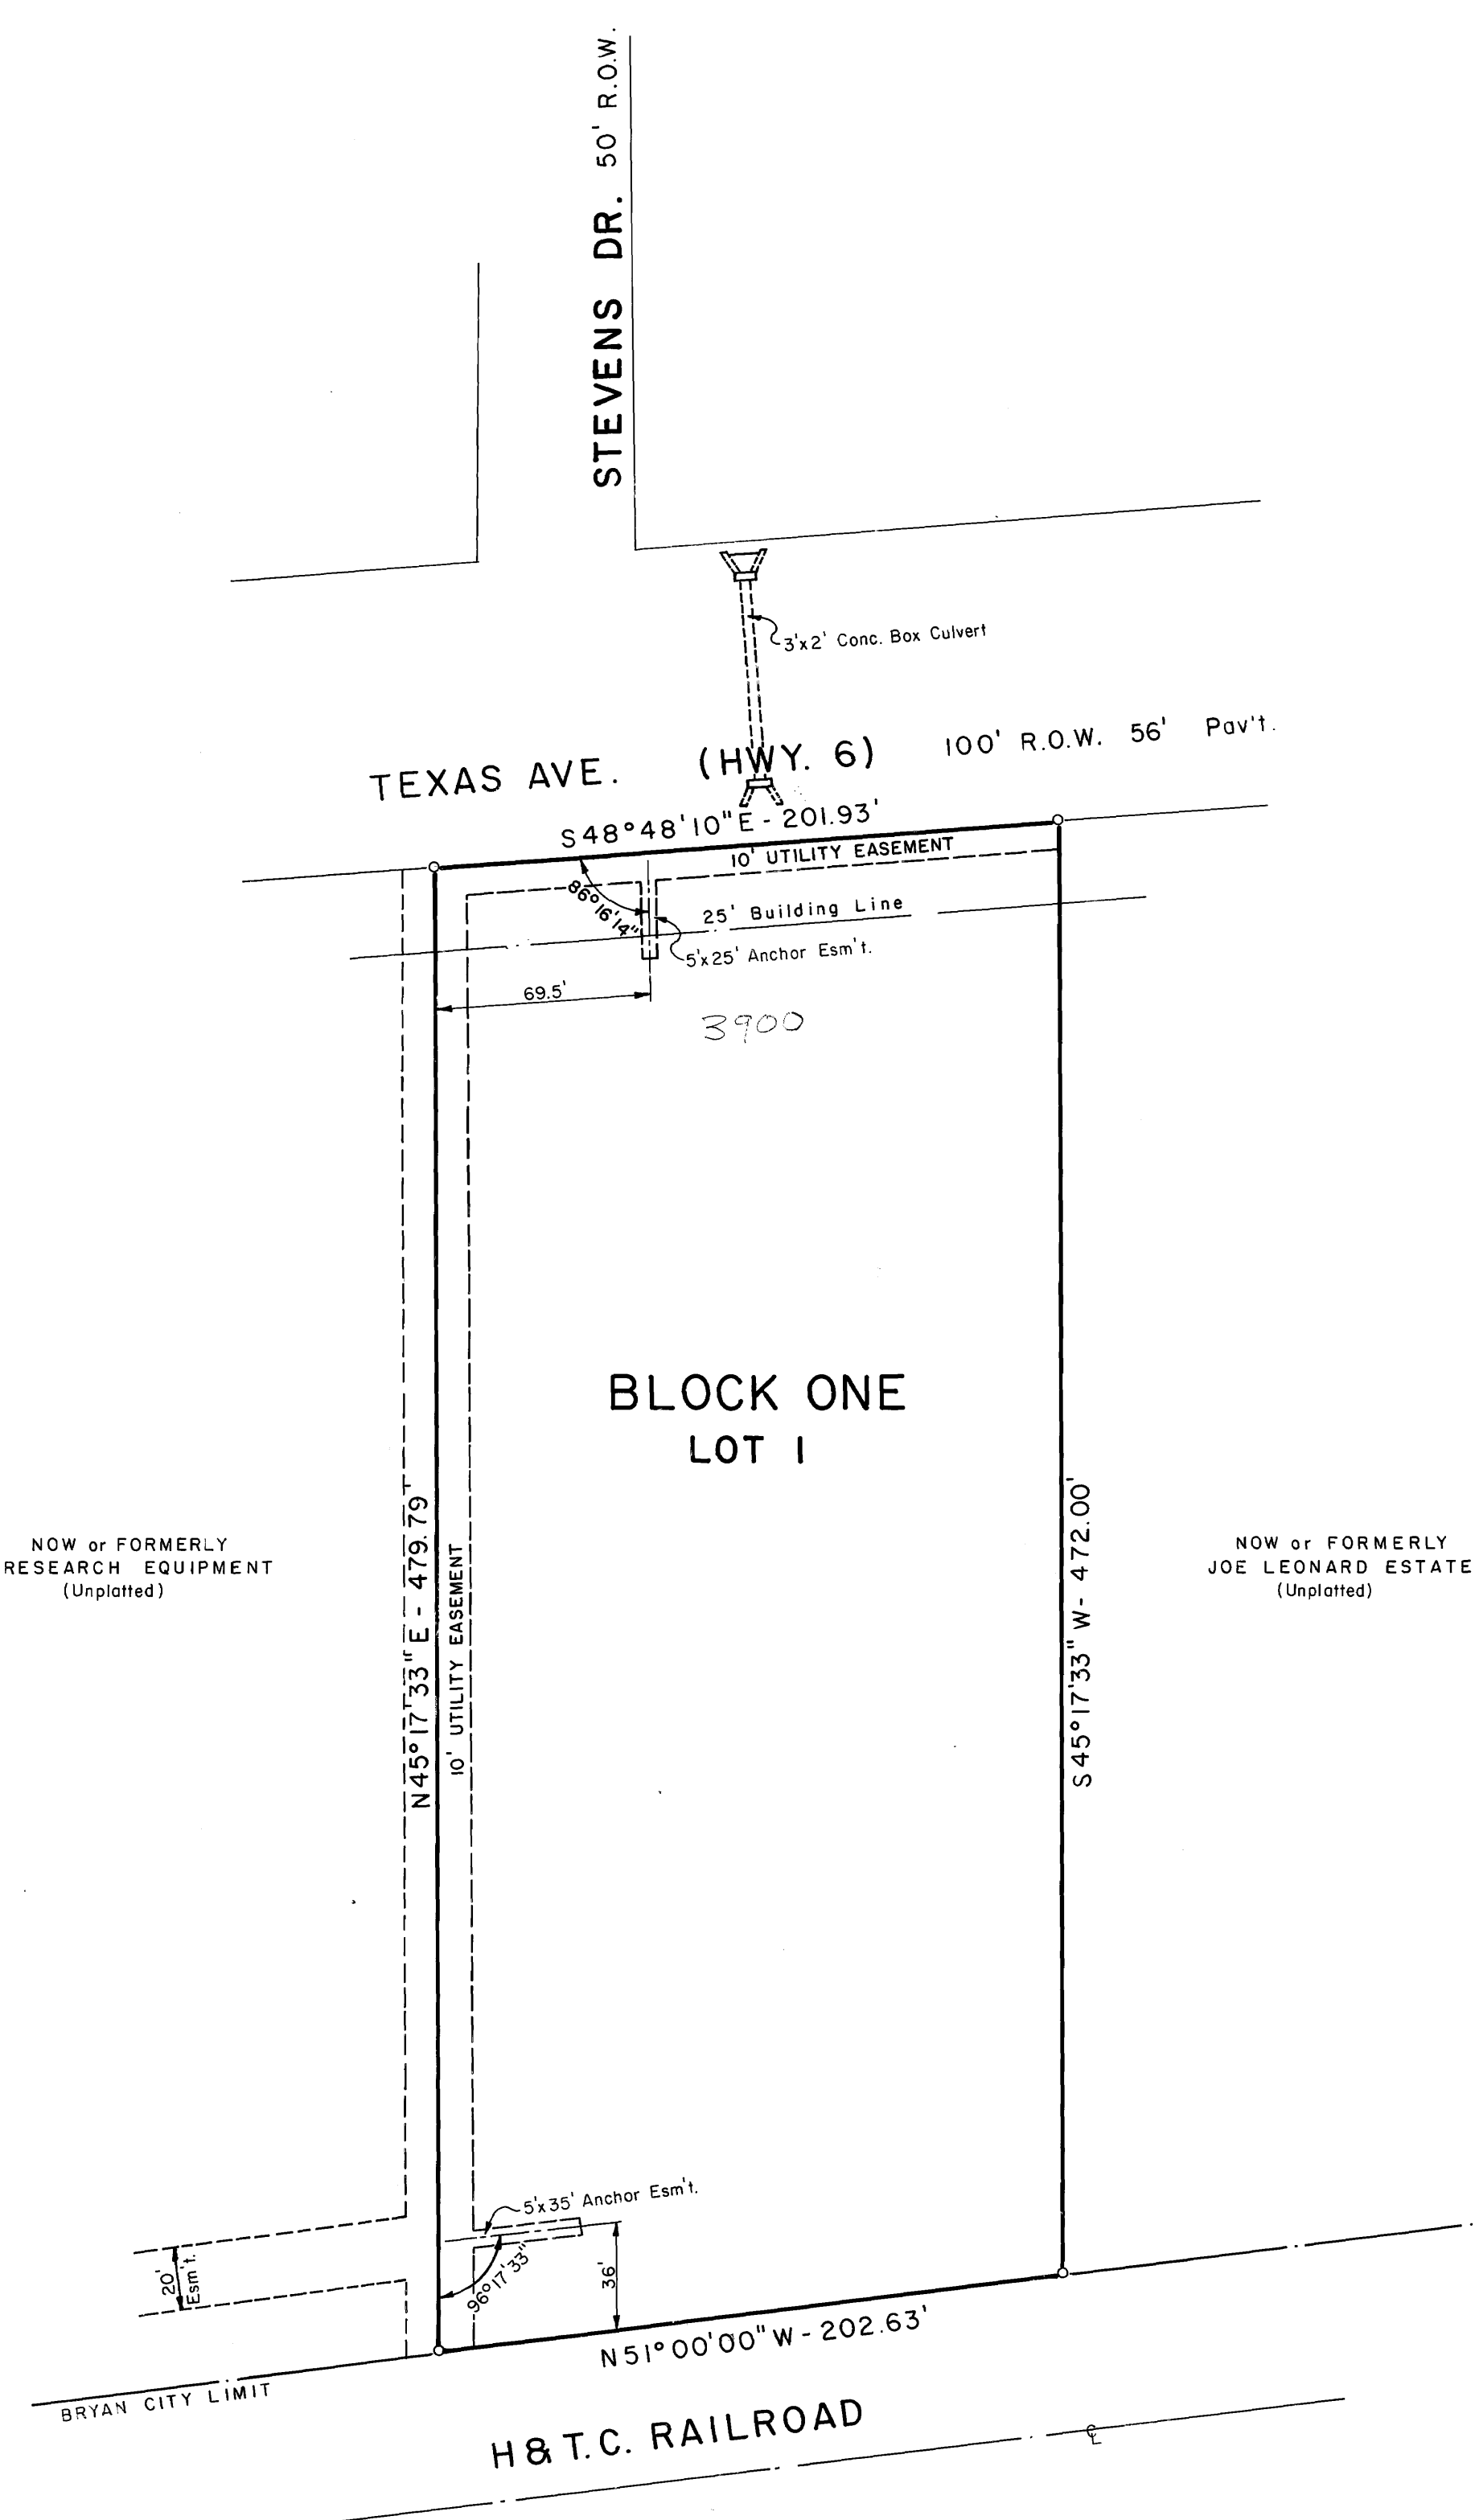 STEVENS DR. 50' R.O.W.
3'x2' Conc. Box Culvert
TEXAS AVE. (HWY. 6) 100' R.O.W. 56' Pav't.
S48°48'10"E - 201.93'
10' UTILITY EASEMENT
86°16'14"
25' Building Line
5'x25' Anchor Esm't.
69.5'
3900
BLOCK ONE
LOT 1
N45°17'33"E - 479.79'
10' UTILITY EASEMENT
S45°17'33"W - 472.00'
NOW or FORMERLY
RESEARCH EQUIPMENT
(Unplatted)
NOW or FORMERLY
JOE LEONARD ESTATE
(Unplatted)
5'x35' Anchor Esm't.
20'
Esm't.
96°17'33"
36'
N51°00'00"W - 202.63'
BRYAN CITY LIMIT
H & T.C. RAILROAD
℄